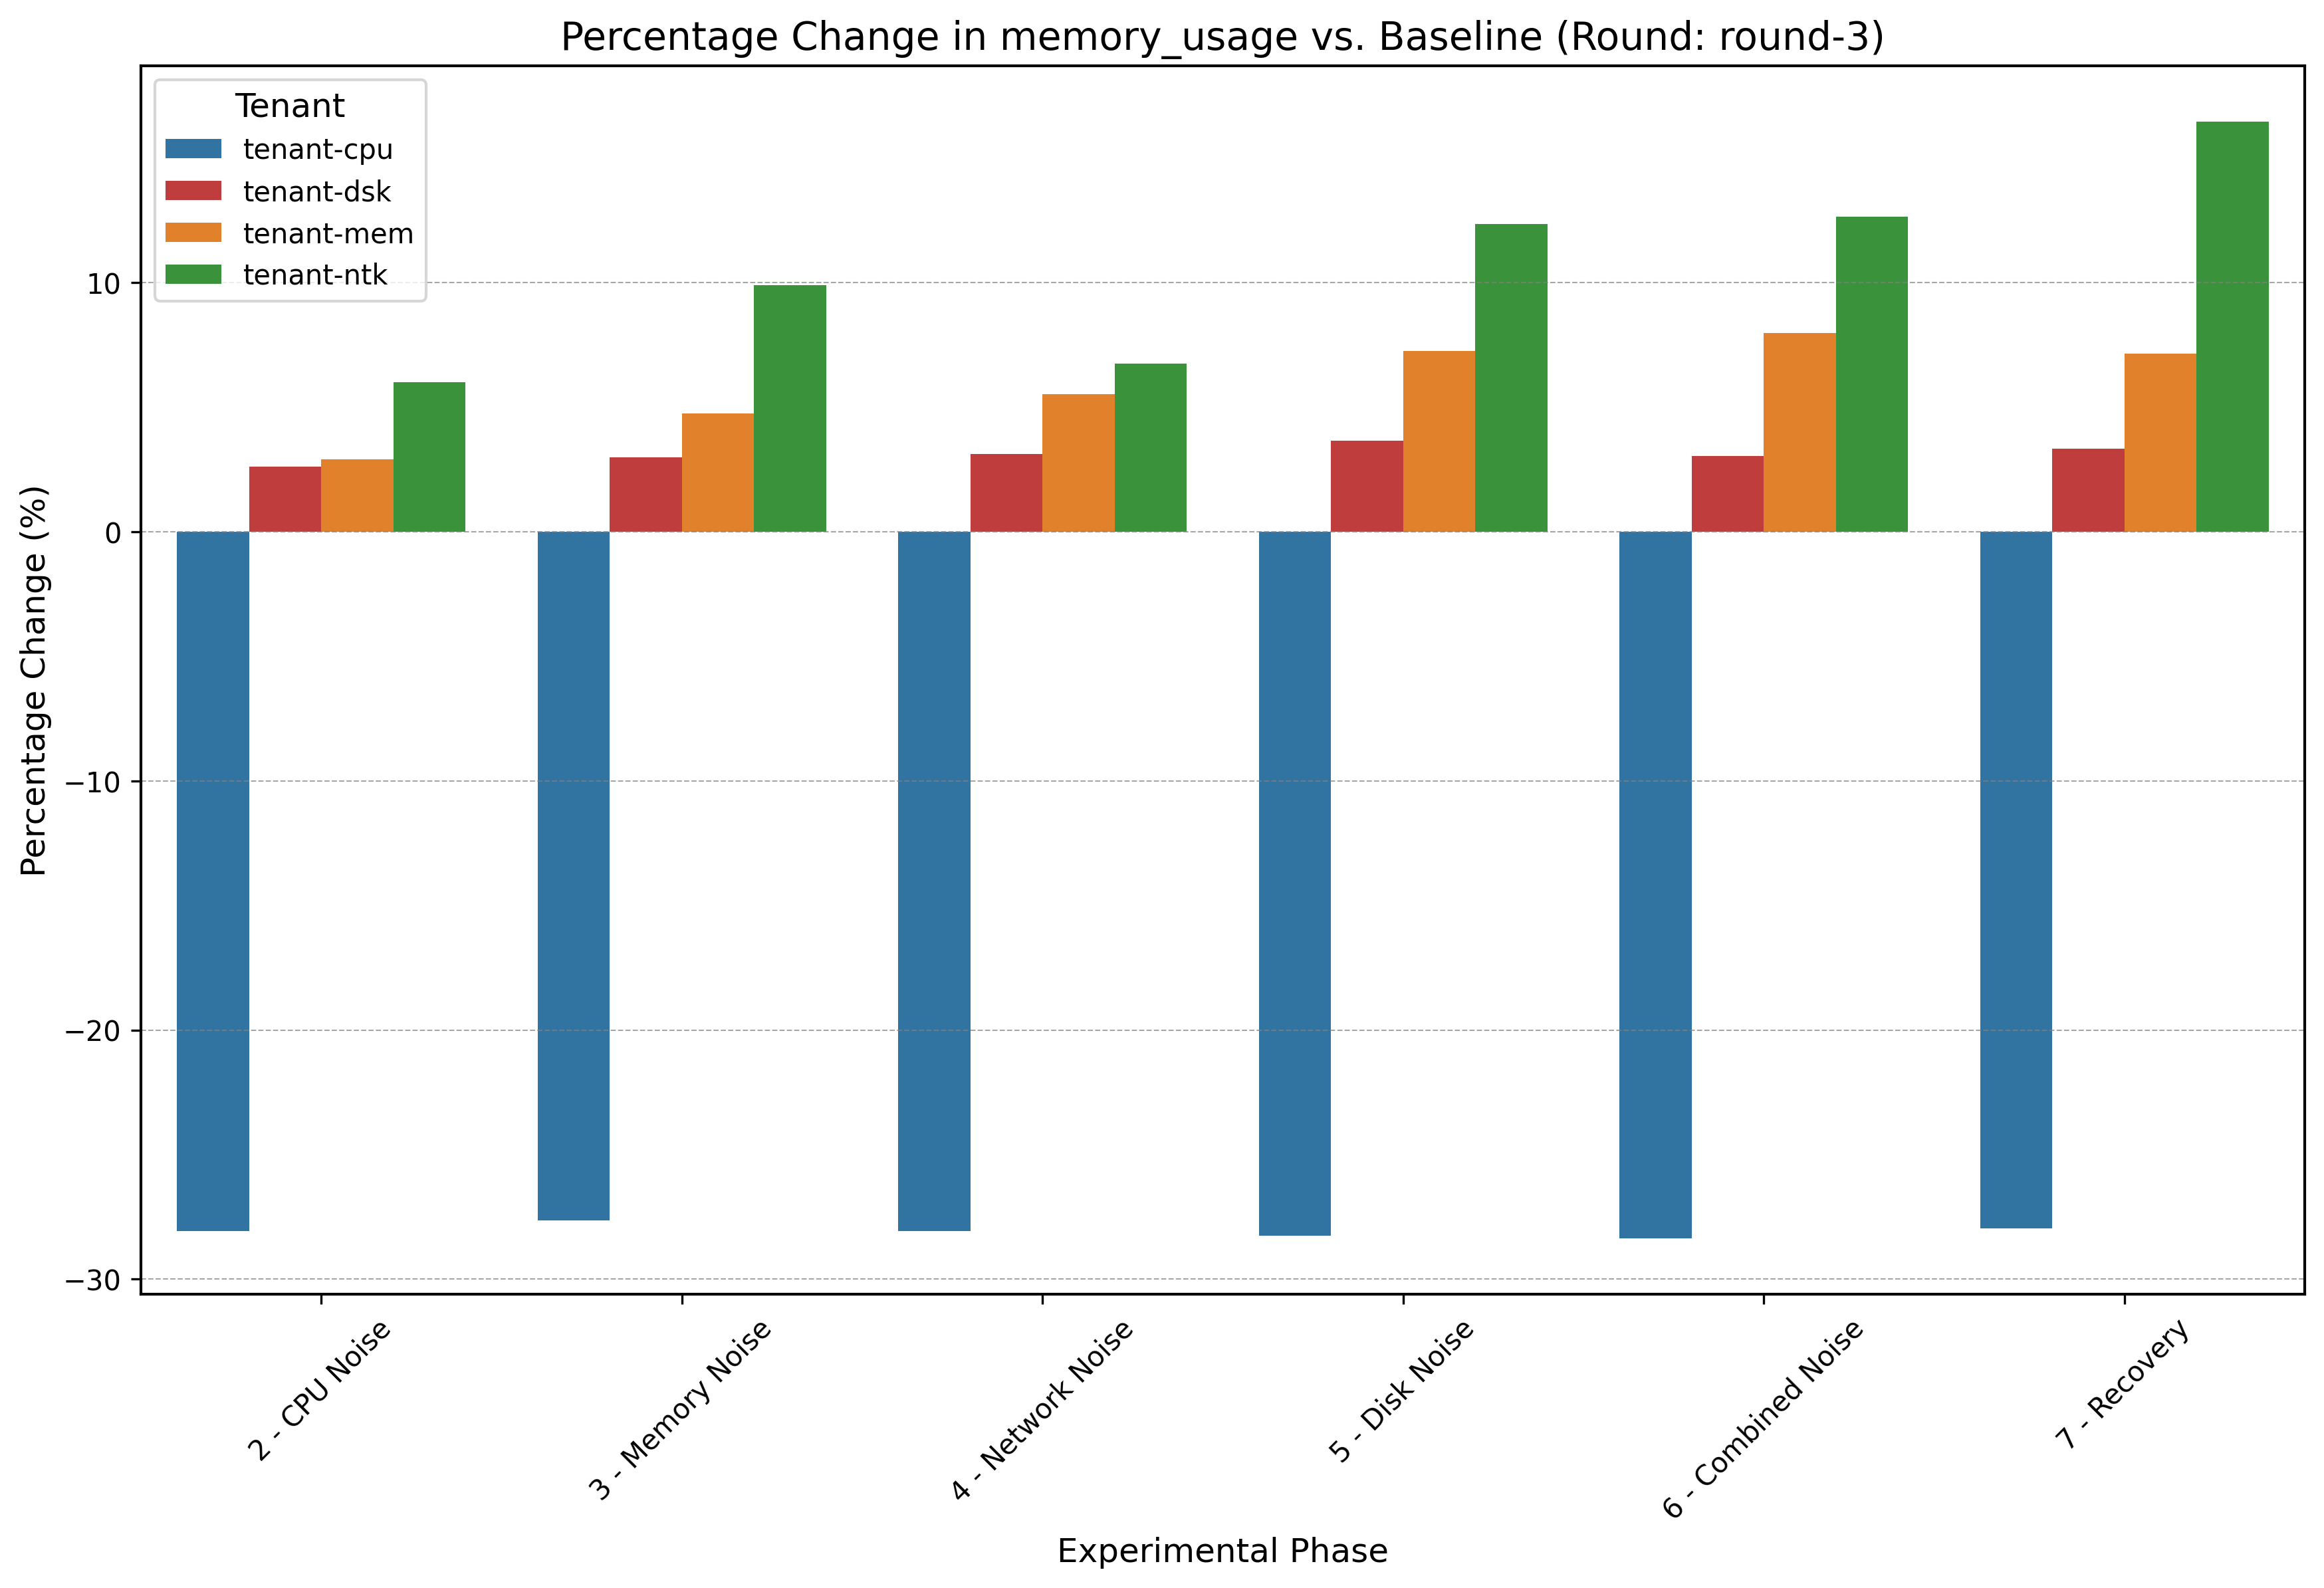 Percentage Change in memory_usage vs. Baseline (Round: round-3)
Tenant
tenant-cpu
tenant-dsk
tenant-mem
tenant-ntk
Percentage Change (%)
10
0
−10
−20
−30
2 - CPU Noise
3 - Memory Noise
4 - Network Noise
5 - Disk Noise
6 - Combined Noise
7 - Recovery
Experimental Phase